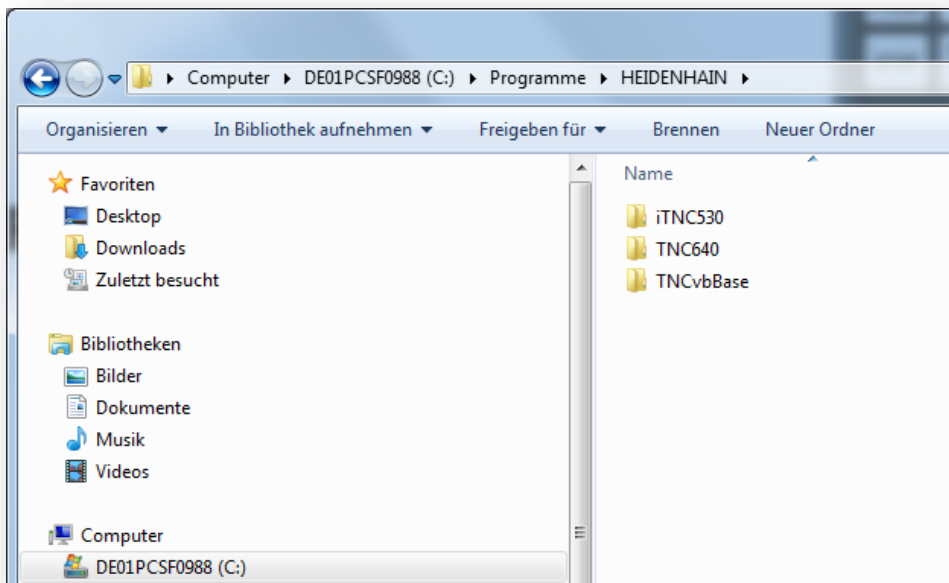 Computer DE01PCSF0988 (C:) Programme HEIDENHAIN
Organisieren In Bibliothek aufnehmen Freigeben für Brennen Neuer Ordner
Favoriten
Desktop
Downloads
Zuletzt besucht
Bibliotheken
Bilder
Dokumente
Musik
Videos
Computer
DE01PCSF0988 (C:)
Name
iTNC530
TNC640
TNCvbBase